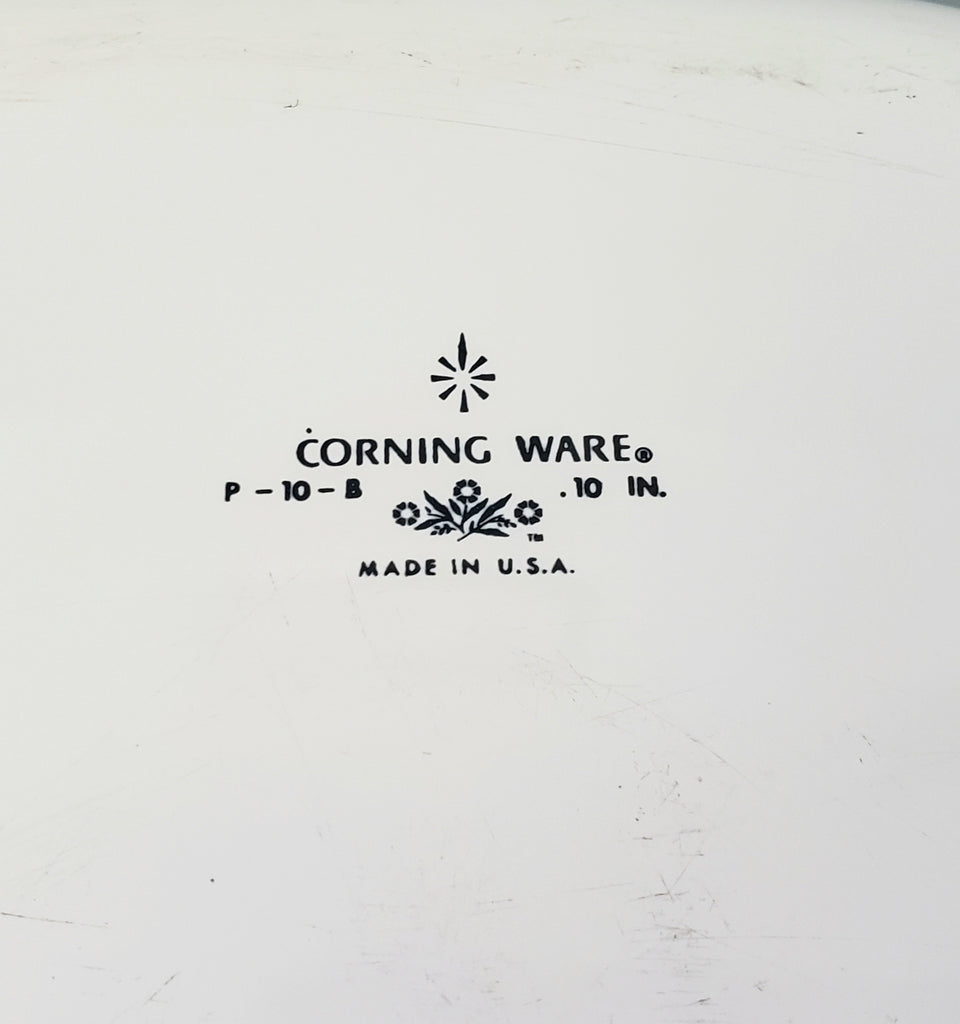 CORNING WARE®
P - 10 - B . 10 IN.
TM
MADE IN U.S.A.